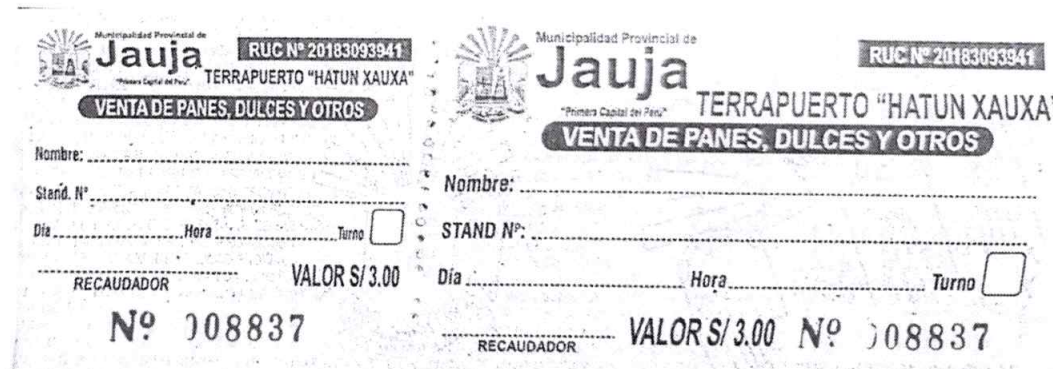 Municipalidad Provincial de
Jauja
"Primera Capital del Perú"
RUC Nº 20183093941
TERRAPUERTO "HATUN XAUXA"
VENTA DE PANES, DULCES Y OTROS
Nombre:
Stand. Nº
Día Hora Turno
RECAUDADOR
VALOR S/ 3.00
Nº 008837
Municipalidad Provincial de
Jauja
"Primera Capital del Perú"
RUC Nº 20183093941
TERRAPUERTO "HATUN XAUXA"
VENTA DE PANES, DULCES Y OTROS
Nombre:
STAND Nº:
Día Hora Turno
RECAUDADOR
VALOR S/ 3.00 Nº 008837